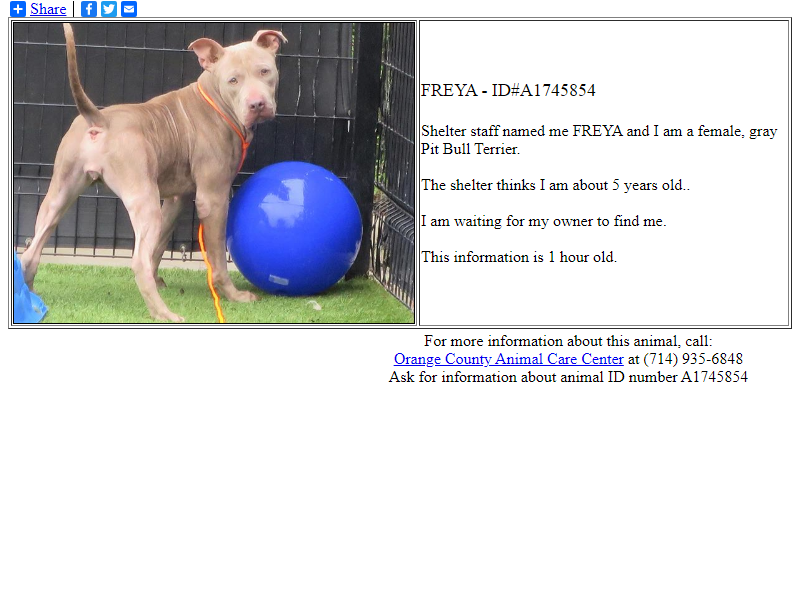 Share
FREYA - ID#A1745854
Shelter staff named me FREYA and I am a female, gray
Pit Bull Terrier.
The shelter thinks I am about 5 years old..
I am waiting for my owner to find me.
This information is 1 hour old.
For more information about this animal, call:
Orange County Animal Care Center at (714) 935-6848
Ask for information about animal ID number A1745854